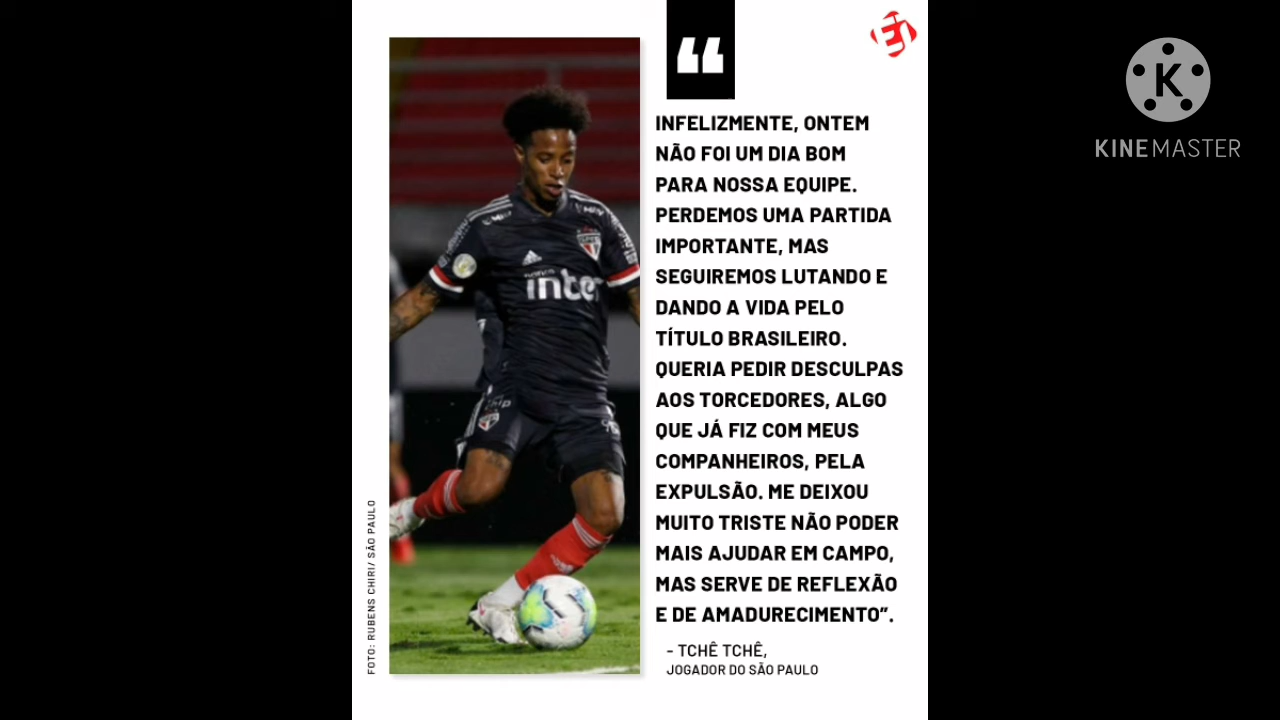 “
INFELIZMENTE, ONTEM
NÃO FOI UM DIA BOM
PARA NOSSA EQUIPE.
PERDEMOS UMA PARTIDA
IMPORTANTE, MAS
SEGUIREMOS LUTANDO E
DANDO A VIDA PELO
TÍTULO BRASILEIRO.
QUERIA PEDIR DESCULPAS
AOS TORCEDORES, ALGO
QUE JÁ FIZ COM MEUS
COMPANHEIROS, PELA
EXPULSÃO. ME DEIXOU
MUITO TRISTE NÃO PODER
MAIS AJUDAR EM CAMPO,
MAS SERVE DE REFLEXÃO
E DE AMADURECIMENTO”.
- TCHÊ TCHÊ,
JOGADOR DO SÃO PAULO
FOTO: RUBENS CHIRI/ SÃO PAULO
inter
K
KINEMASTER